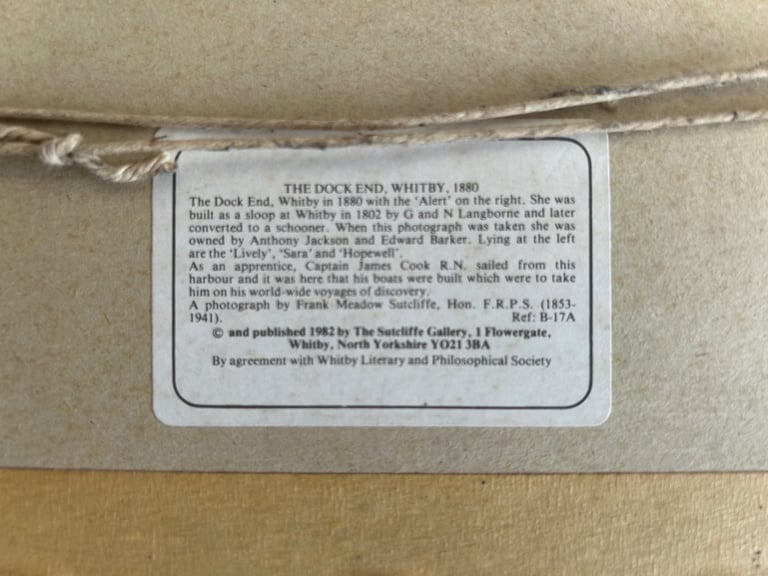 THE DOCK END, WHITBY, 1880
The Dock End, Whitby in 1880 with the 'Alert' on the right. She was
built as a sloop at Whitby in 1802 by G and N Langborne and later
converted to a schooner. When this photograph was taken she was
owned by Anthony Jackson and Edward Barker. Lying at the left
are the 'Lively', 'Sara' and 'Hopewell'.
As an apprentice, Captain James Cook R.N. sailed from this
harbour and it was here that his boats were built which were to take
him on his world-wide voyages of discovery.
A photograph by Frank Meadow Sutcliffe, Hon. F.R.P.S. (1853-
1941). Ref: B-17A
© and published 1982 by The Sutcliffe Gallery, 1 Flowergate,
Whitby, North Yorkshire YO21 3BA
By agreement with Whitby Literary and Philosophical Society